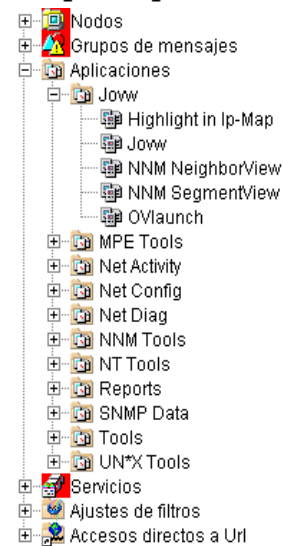 Nodos
Grupos de mensajes
Aplicaciones
Jovw
Highlight in Ip-Map
Jovw
NNM NeighborView
NNM SegmentView
OVlaunch
MPE Tools
Net Activity
Net Config
Net Diag
NNM Tools
NT Tools
Reports
SNMP Data
Tools
UN*X Tools
Servicios
Ajustes de filtros
Accesos directos a Url